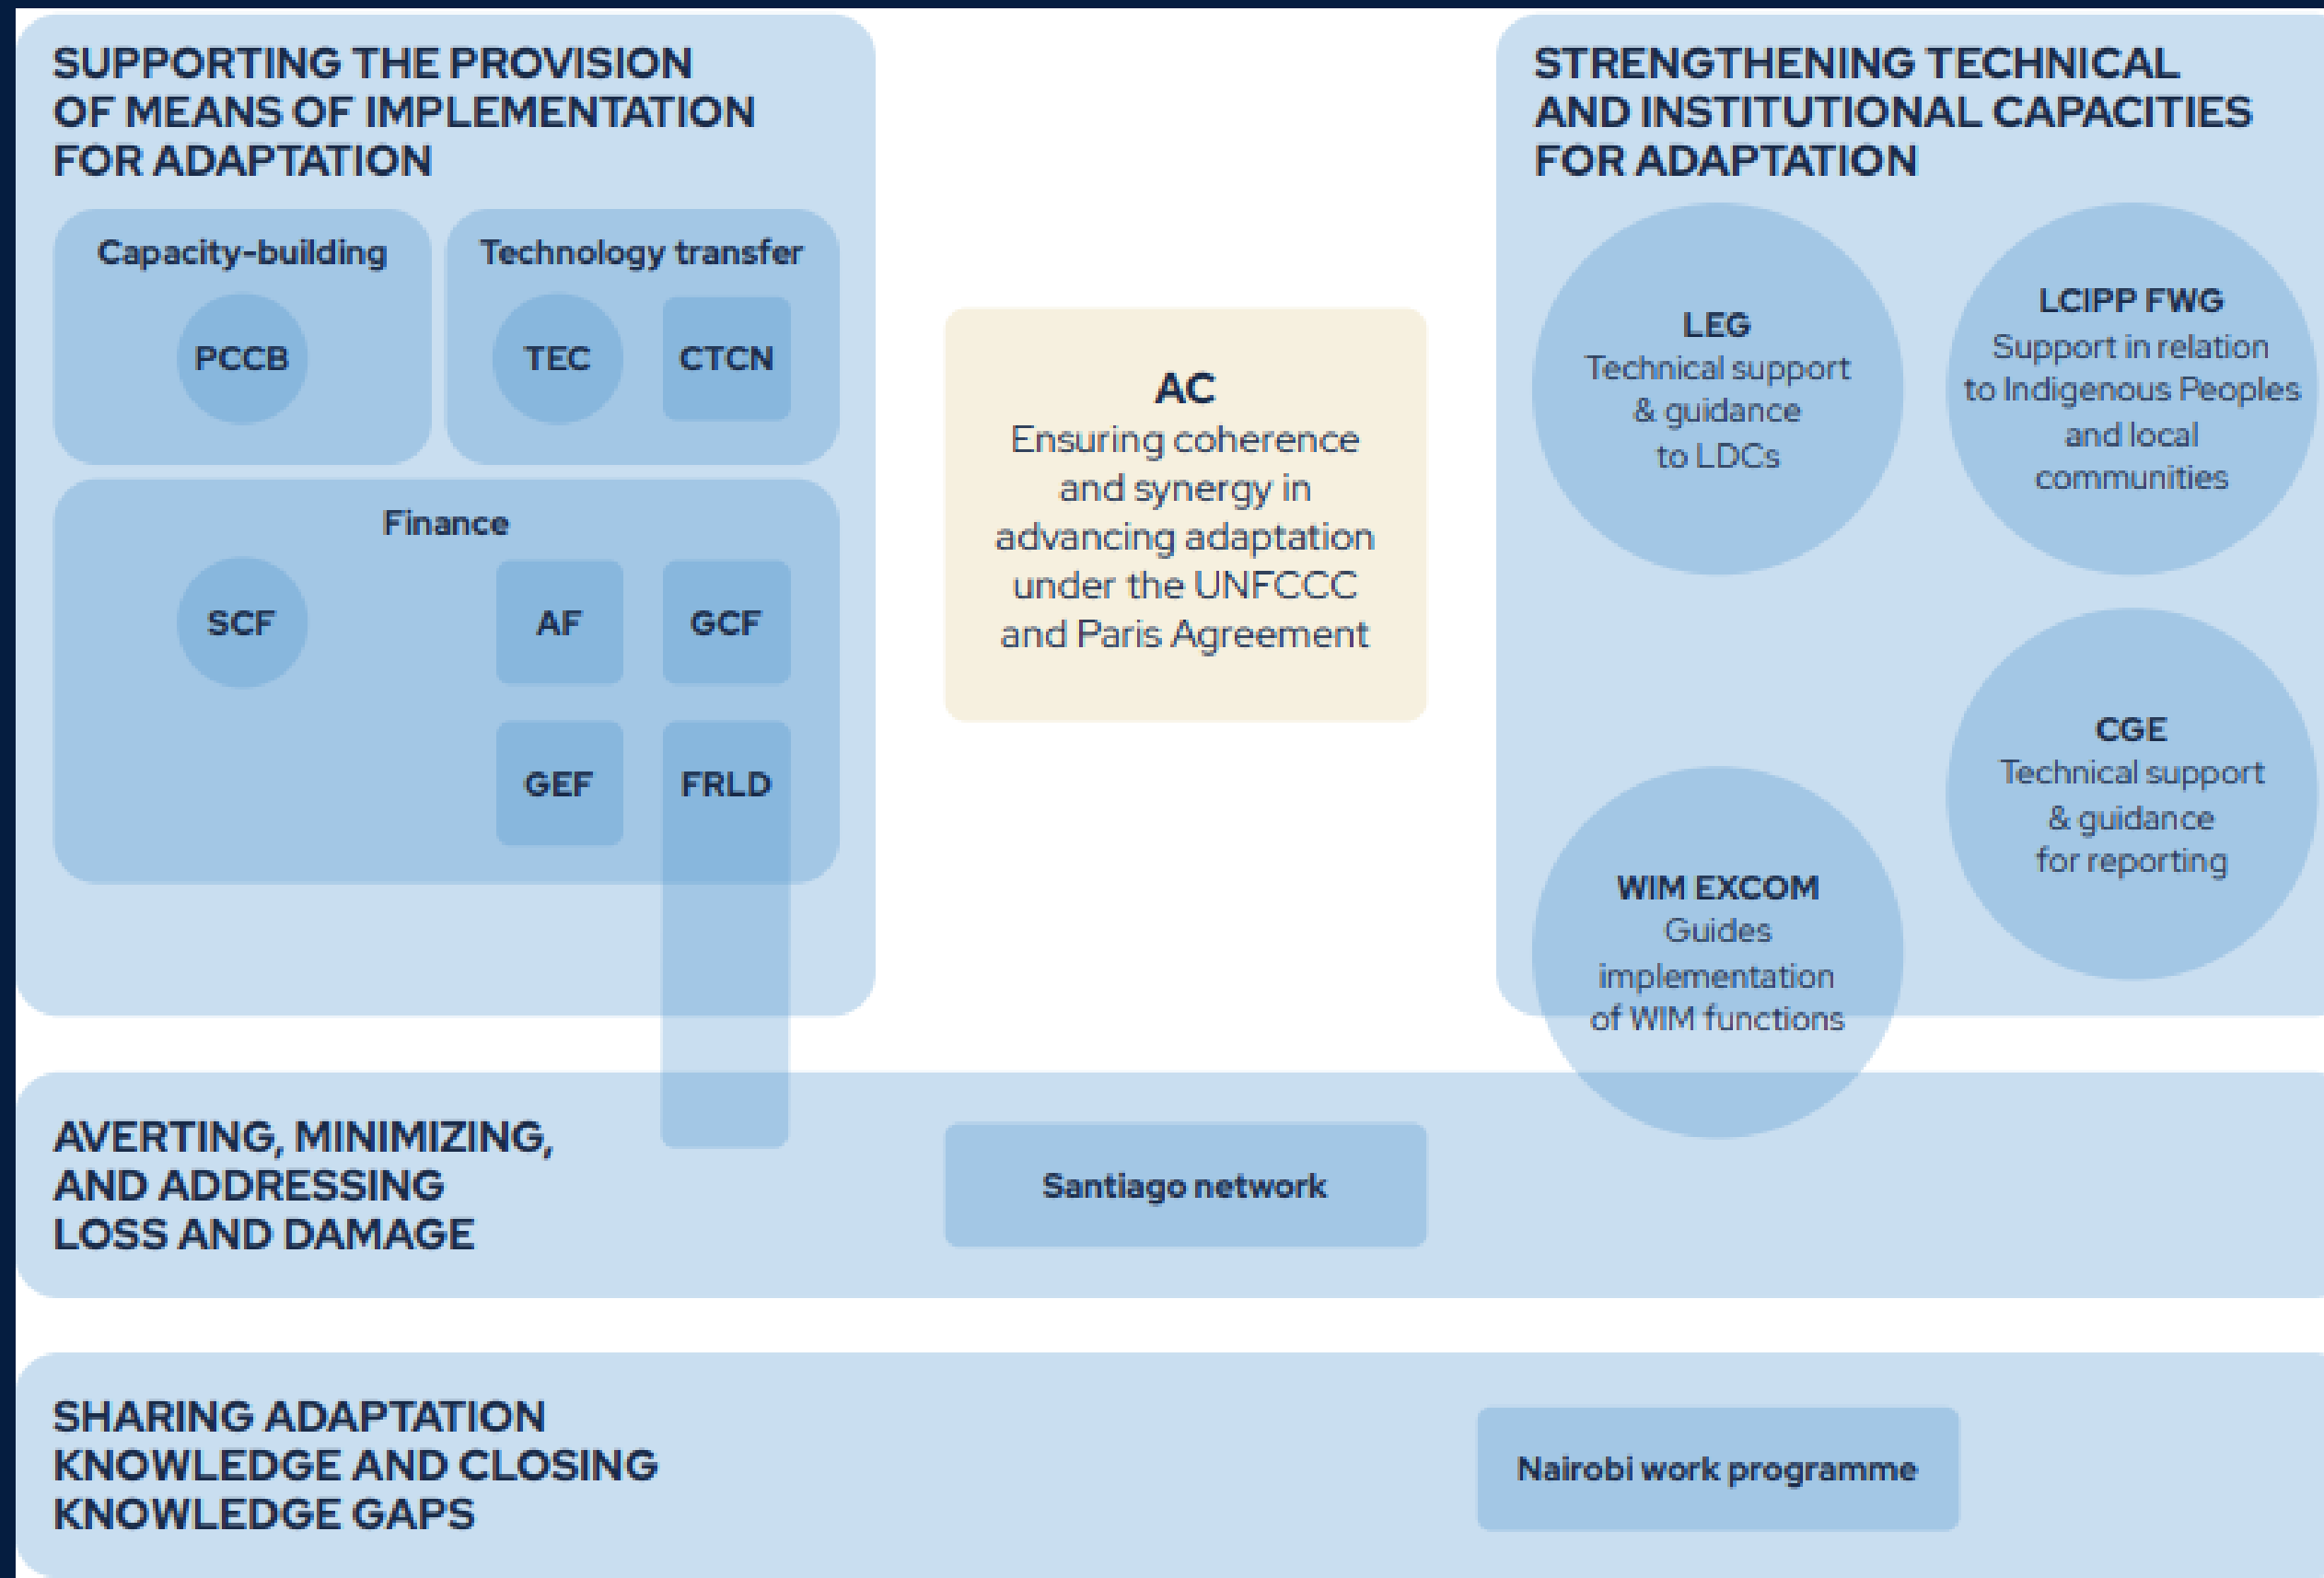 SUPPORTING THE PROVISION
OF MEANS OF IMPLEMENTATION
FOR ADAPTATION
Capacity-building
PCCB
Technology transfer
TEC
CTCN
Finance
SCF
AF
GCF
GEF
FRLD
AC
Ensuring coherence
and synergy in
advancing adaptation
under the UNFCCC
and Paris Agreement
STRENGTHENING TECHNICAL
AND INSTITUTIONAL CAPACITIES
FOR ADAPTATION
LEG
Technical support
& guidance
to LDCs
LCIPP FWG
Support in relation
to Indigenous Peoples
and local
communities
CGE
Technical support
& guidance
for reporting
WIM EXCOM
Guides
implementation
of WIM functions
AVERTING, MINIMIZING,
AND ADDRESSING
LOSS AND DAMAGE
Santiago network
SHARING ADAPTATION
KNOWLEDGE AND CLOSING
KNOWLEDGE GAPS
Nairobi work programme